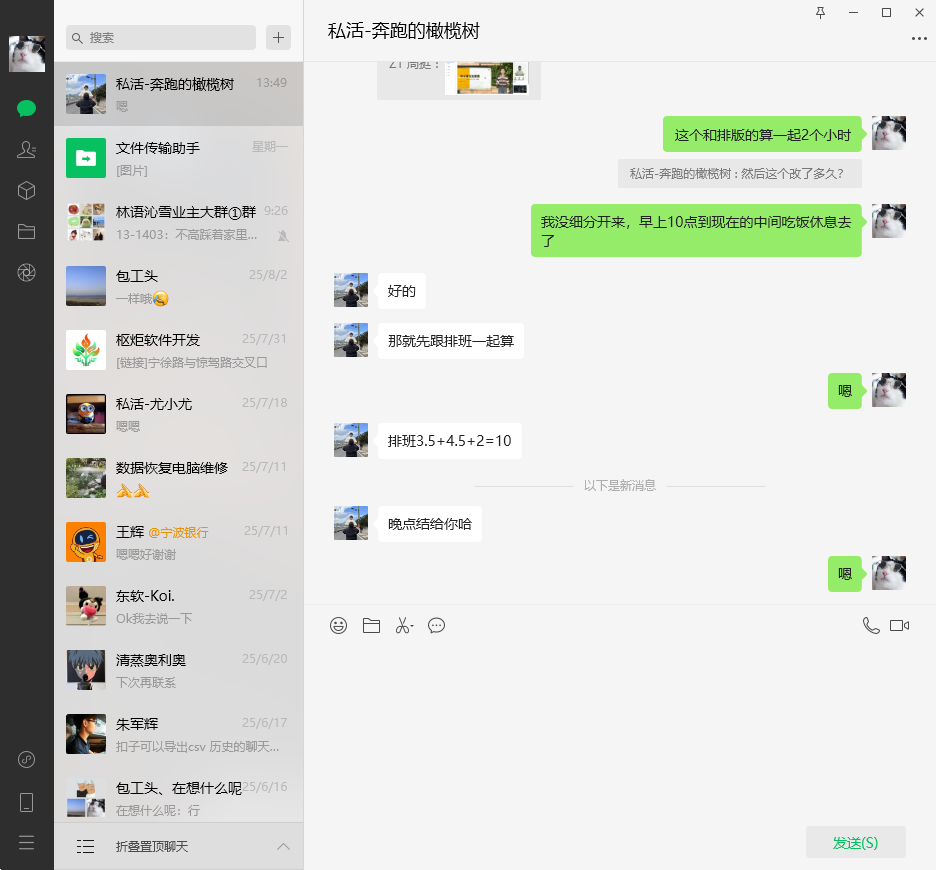 搜索
私活-奔跑的橄榄树
13:49
嗯
文件传输助手
星期一
[图片]
林语沁雪业主大群①群
9:26
13-1403：不高踩着家里...
包工头
25/8/2
一样哦
枢炬软件开发
25/7/31
[链接]宁徐路与惊驾路交叉口
私活-尤小尤
25/7/18
嗯嗯
数据恢复电脑维修
25/7/11
王辉 @宁波银行
25/7/11
嗯嗯好谢谢
东软-Koi.
25/7/2
Ok我去说一下
清蒸奥利奥
25/6/20
下次再联系
朱军辉
25/6/17
扣子可以导出csv 历史的聊天...
包工头、在想什么呢
25/6/16
在想什么呢：行
折叠置顶聊天
私活-奔跑的橄榄树
这个和排版的算一起2个小时
私活-奔跑的橄榄树 : 然后这个改了多久?
我没细分开来，早上10点到现在的中间吃饭休息去
了
好的
那就先跟排班一起算
嗯
排班3.5+4.5+2=10
以下是新消息
晚点结给你哈
嗯
发送(S)